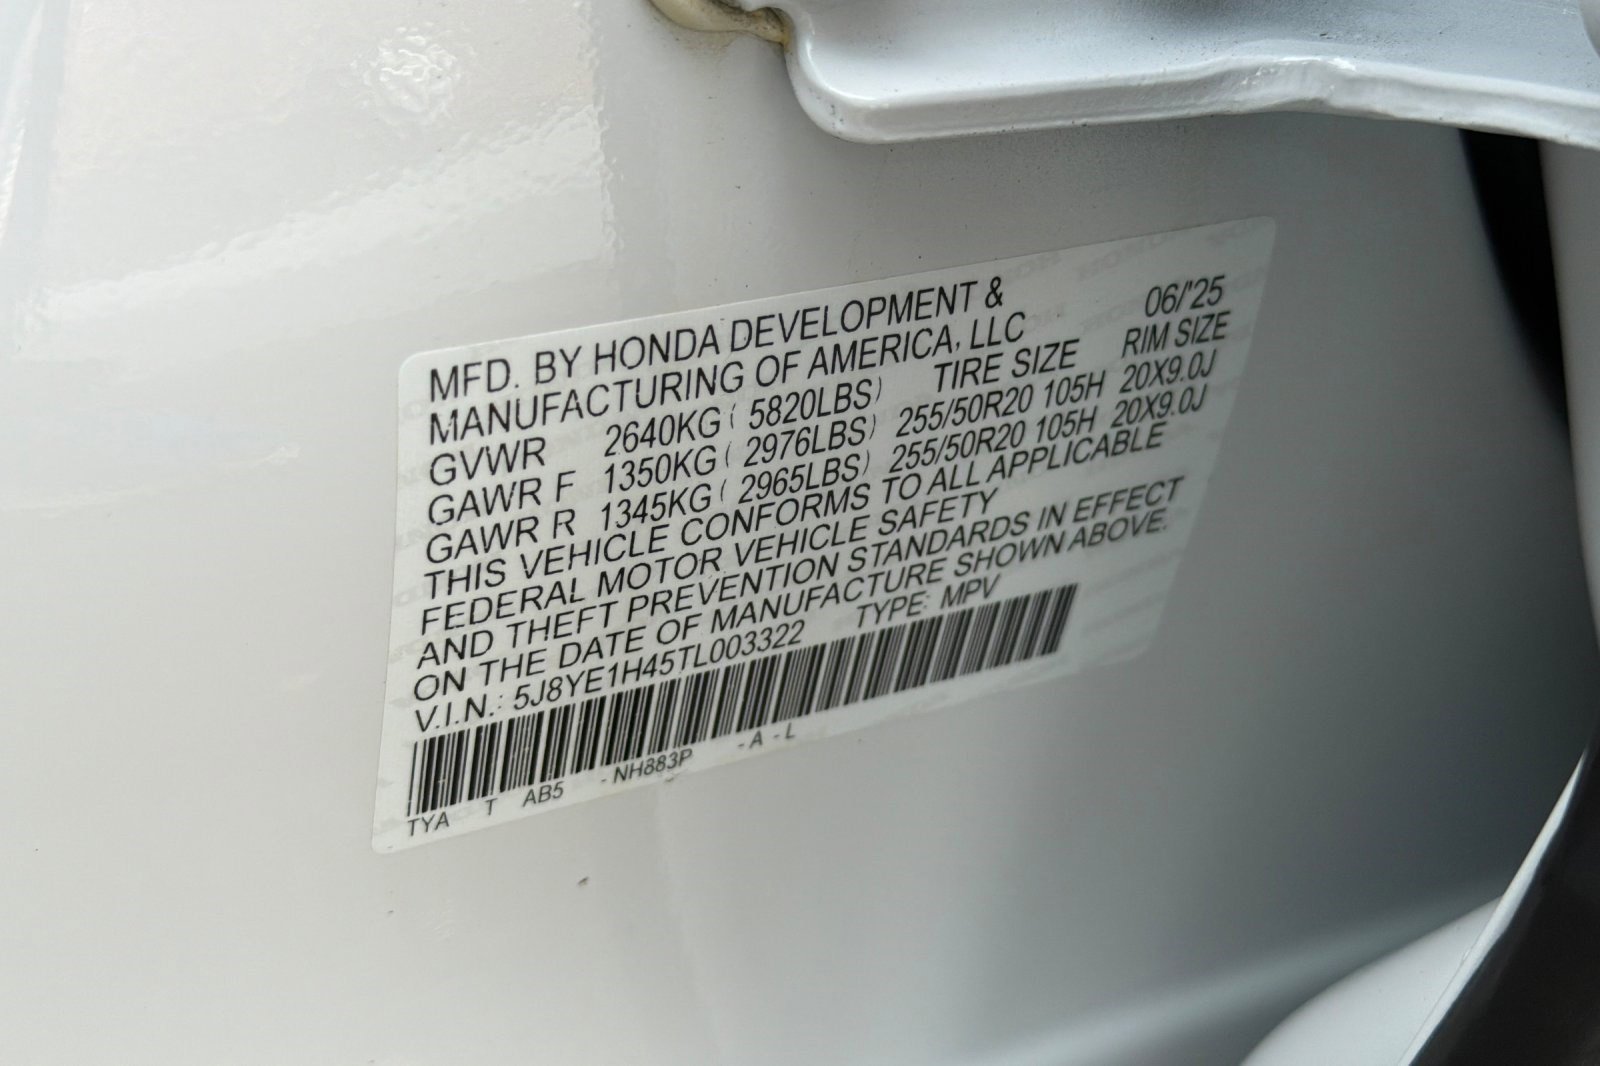 MFD. BY HONDA DEVELOPMENT & 06/'25
MANUFACTURING OF AMERICA, LLC
TIRE SIZE RIM SIZE
GVWR 2640KG ( 5820LBS)
GAWR F 1350KG ( 2976LBS) 255/50R20 105H 20X9.0J
GAWR R 1345KG ( 2965LBS) 255/50R20 105H 20X9.0J
THIS VEHICLE CONFORMS TO ALL APPLICABLE
FEDERAL MOTOR VEHICLE SAFETY
AND THEFT PREVENTION STANDARDS IN EFFECT
ON THE DATE OF MANUFACTURE SHOWN ABOVE.
V.I.N.: 5J8YE1H45TL003322 TYPE: MPV
TYA T AB5 -NH883P -A-L